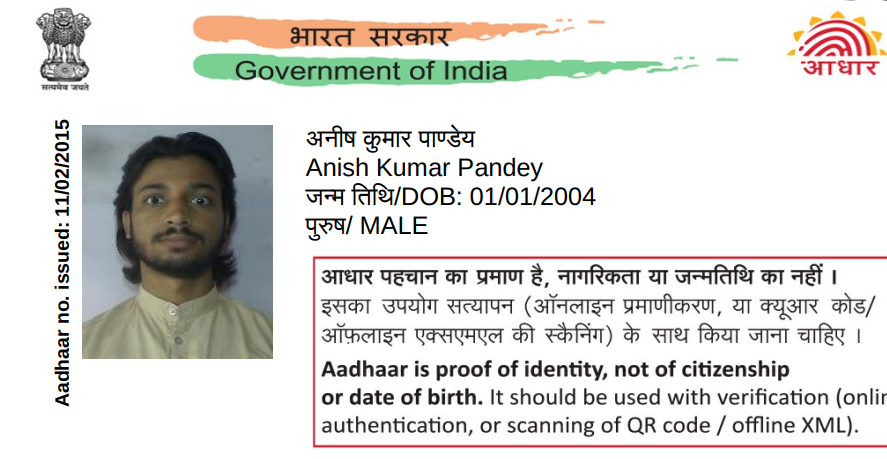 सत्यमेव जयते
भारत सरकार
Government of India
आधार
Aadhaar no. issued: 11/02/2015
अनीष कुमार पाण्डेय
Anish Kumar Pandey
जन्म तिथि/DOB: 01/01/2004
पुरुष/ MALE
आधार पहचान का प्रमाण है, नागरिकता या जन्मतिथि का नहीं ।
इसका उपयोग सत्यापन (ऑनलाइन प्रमाणीकरण, या क्यूआर कोड/
ऑफ़लाइन एक्सएमएल की स्कैनिंग) के साथ किया जाना चाहिए ।
Aadhaar is proof of identity, not of citizenship
or date of birth. It should be used with verification (onlin
authentication, or scanning of QR code / offline XML).